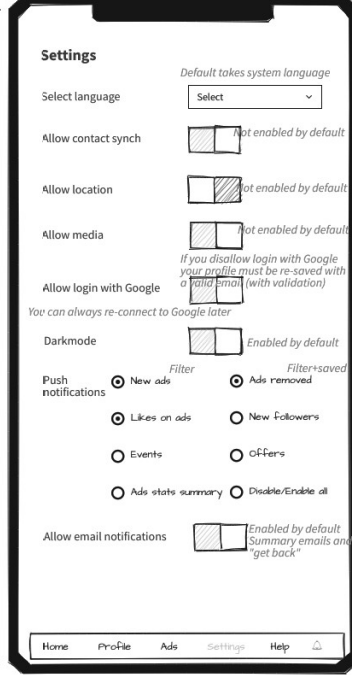 Settings
Default takes system language
Select language
Select
Allow contact synch
Not enabled by default
Allow location
Not enabled by default
Allow media
Not enabled by default
If you disallow login with Google
your profile must be re-saved with
a valid email (with validation)
Allow login with Google
You can always re-connect to Google later
Darkmode
Enabled by default
Filter
Filter+saved
Push
notifications
New ads
Ads removed
Likes on ads
New followers
Events
Offers
Ads stats summary
Disable/Enable all
Allow email notifications
Enabled by default
Summary emails and
"get back"
Home Profile Ads Settings Help